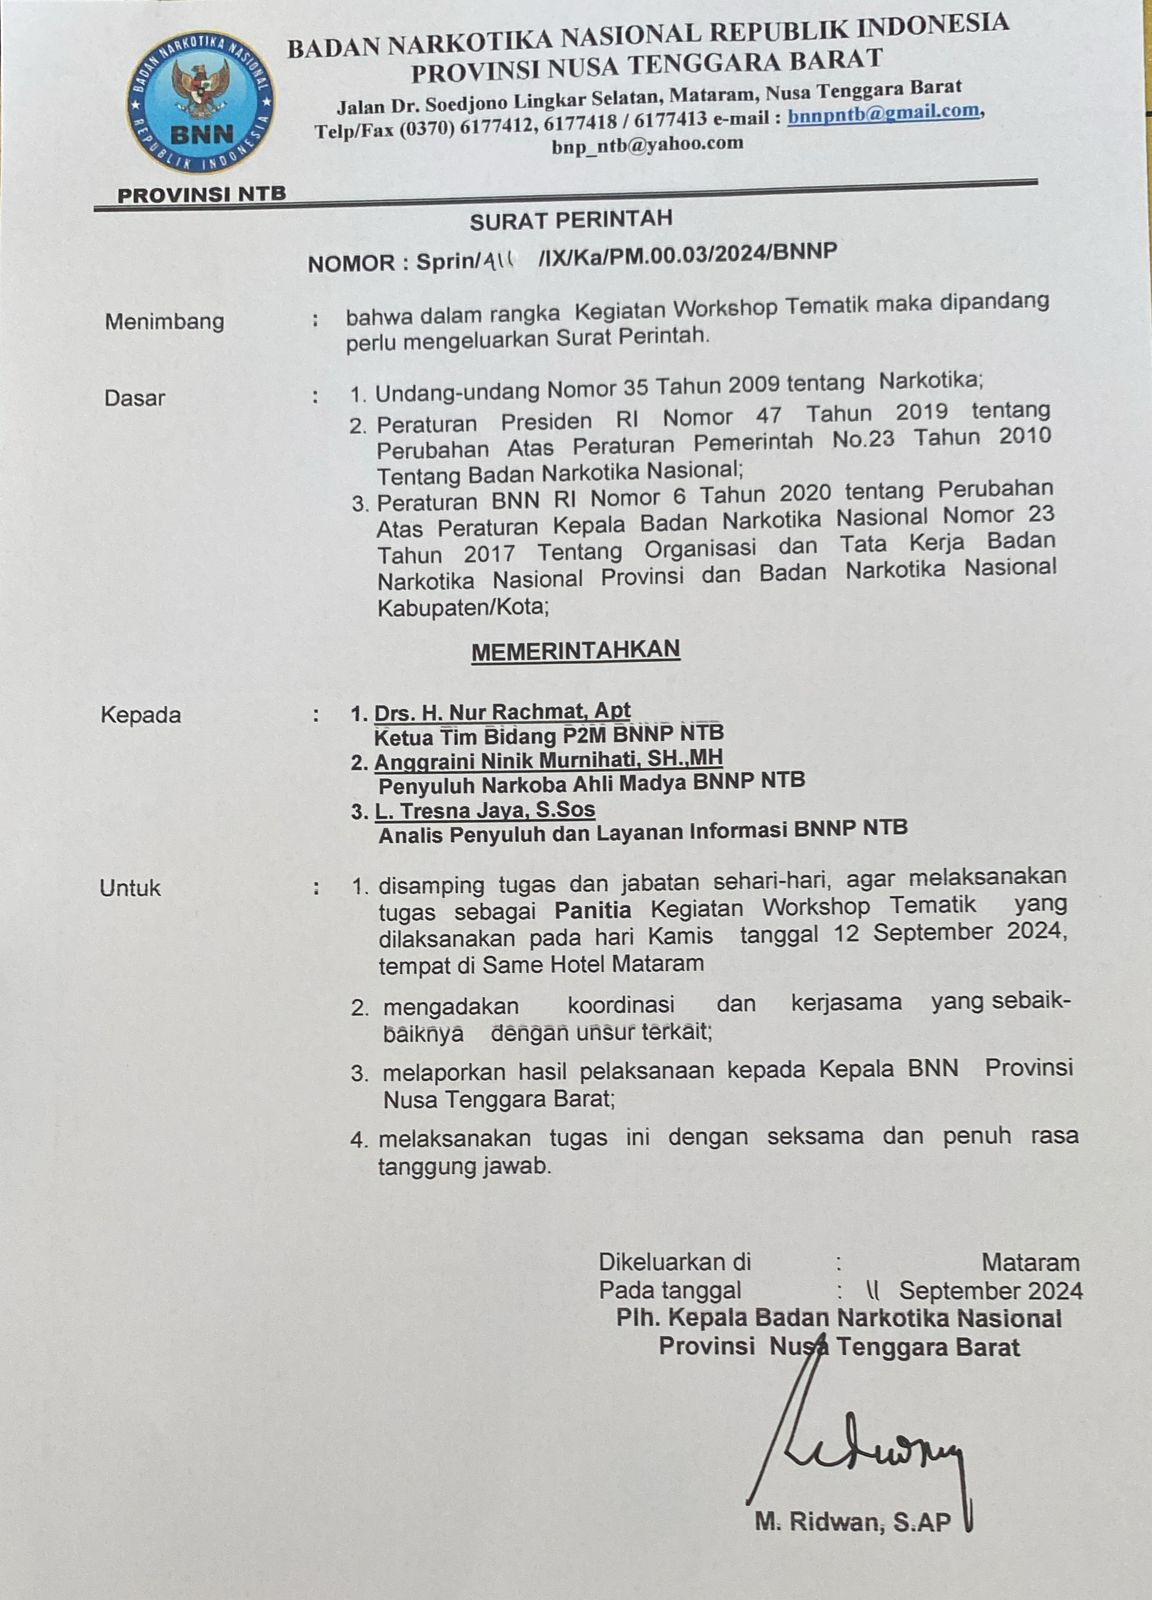 BADAN NARKOTIKA NASIONAL REPUBLIK INDONESIA
BNN
PROVINSI NTB
BADAN NARKOTIKA NASIONAL REPUBLIK INDONESIA
PROVINSI NUSA TENGGARA BARAT
Jalan Dr. Soedjono Lingkar Selatan, Mataram, Nusa Tenggara Barat
Telp/Fax (0370) 6177412, 6177418 / 6177413 e-mail : bnnpntb@gmail.com,
bnp_ntb@yahoo.com
SURAT PERINTAH
NOMOR : Sprin/ /IX/Ka/PM.00.03/2024/BNNP
Menimbang : bahwa dalam rangka Kegiatan Workshop Tematik maka dipandang
perlu mengeluarkan Surat Perintah.
Dasar : 1. Undang-undang Nomor 35 Tahun 2009 tentang Narkotika;
2. Peraturan Presiden RI Nomor 47 Tahun 2019 tentang
Perubahan Atas Peraturan Pemerintah No.23 Tahun 2010
Tentang Badan Narkotika Nasional;
3. Peraturan BNN RI Nomor 6 Tahun 2020 tentang Perubahan
Atas Peraturan Kepala Badan Narkotika Nasional Nomor 23
Tahun 2017 Tentang Organisasi dan Tata Kerja Badan
Narkotika Nasional Provinsi dan Badan Narkotika Nasional
Kabupaten/Kota;
MEMERINTAHKAN
Kepada : 1. Drs. H. Nur Rachmat, Apt
Ketua Tim Bidang P2M BNNP NTB
2. Anggraini Ninik Murnihati, SH.,MH
Penyuluh Narkoba Ahli Madya BNNP NTB
3. L. Tresna Jaya, S.Sos
Analis Penyuluh dan Layanan Informasi BNNP NTB
Untuk : 1. disamping tugas dan jabatan sehari-hari, agar melaksanakan
tugas sebagai Panitia Kegiatan Workshop Tematik yang
dilaksanakan pada hari Kamis tanggal 12 September 2024,
tempat di Same Hotel Mataram
2. mengadakan koordinasi dan kerjasama yang sebaik-
baiknya dengan unsur terkait;
3. melaporkan hasil pelaksanaan kepada Kepala BNN Provinsi
Nusa Tenggara Barat;
4. melaksanakan tugas ini dengan seksama dan penuh rasa
tanggung jawab.
Dikeluarkan di : Mataram
Pada tanggal : 11 September 2024
Plh. Kepala Badan Narkotika Nasional
Provinsi Nusa Tenggara Barat
M. Ridwan, S.AP